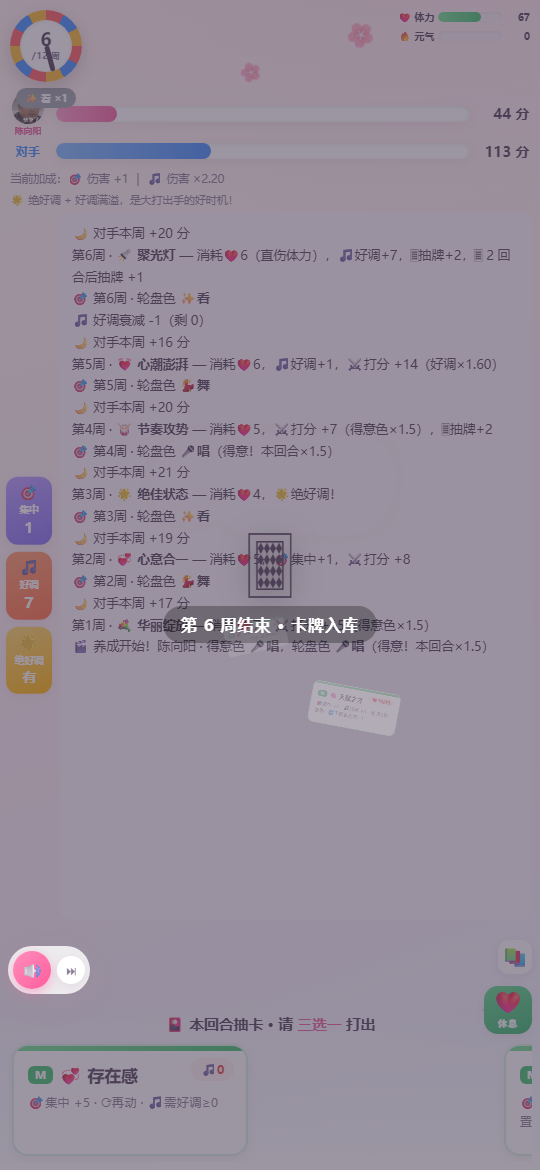 6
/12 周
体力 67
元气 0
看 ×1
陈向阳
44 分
对手
113 分
当前加成: 伤害 +1 | 伤害 ×2.20
绝好调 + 好调满溢，是大打出手的好时机！
对手本周 +20 分
第6周 · 聚光灯 — 消耗 6（直伤体力）， 好调+7， 抽牌+2， 2 回
合后抽牌 +1
第6周 · 轮盘色 看
好调衰减 -1（剩 0）
对手本周 +16 分
第5周 · 心潮澎湃 — 消耗 6， 好调+1， 打分 +14（好调×1.60）
第5周 · 轮盘色 舞
对手本周 +20 分
第4周 · 节奏攻势 — 消耗 5， 打分 +7（得意色×1.5）， 抽牌+2
第4周 · 轮盘色 唱（得意！本回合×1.5）
对手本周 +21 分
第3周 · 绝佳状态 — 消耗 4， 绝好调！
第3周 · 轮盘色 看
对手本周 +19 分
第2周 · 心意合一 — 消耗 集中+1， 打分 +8
第2周 · 轮盘色 舞
对手本周 +17 分
第1周 · 华丽绽放 得意色×1.5）
养成开始！陈向阳 · 得意色 唱，轮盘色 唱（得意！本回合×1.5）
第 6 周结束 • 卡牌入库
集中
1
好调
7
绝好调
有
休息
本回合抽卡 • 请 三选一 打出
M 存在感 0
集中 +5 · 再动 · 需好调≥0
M
置